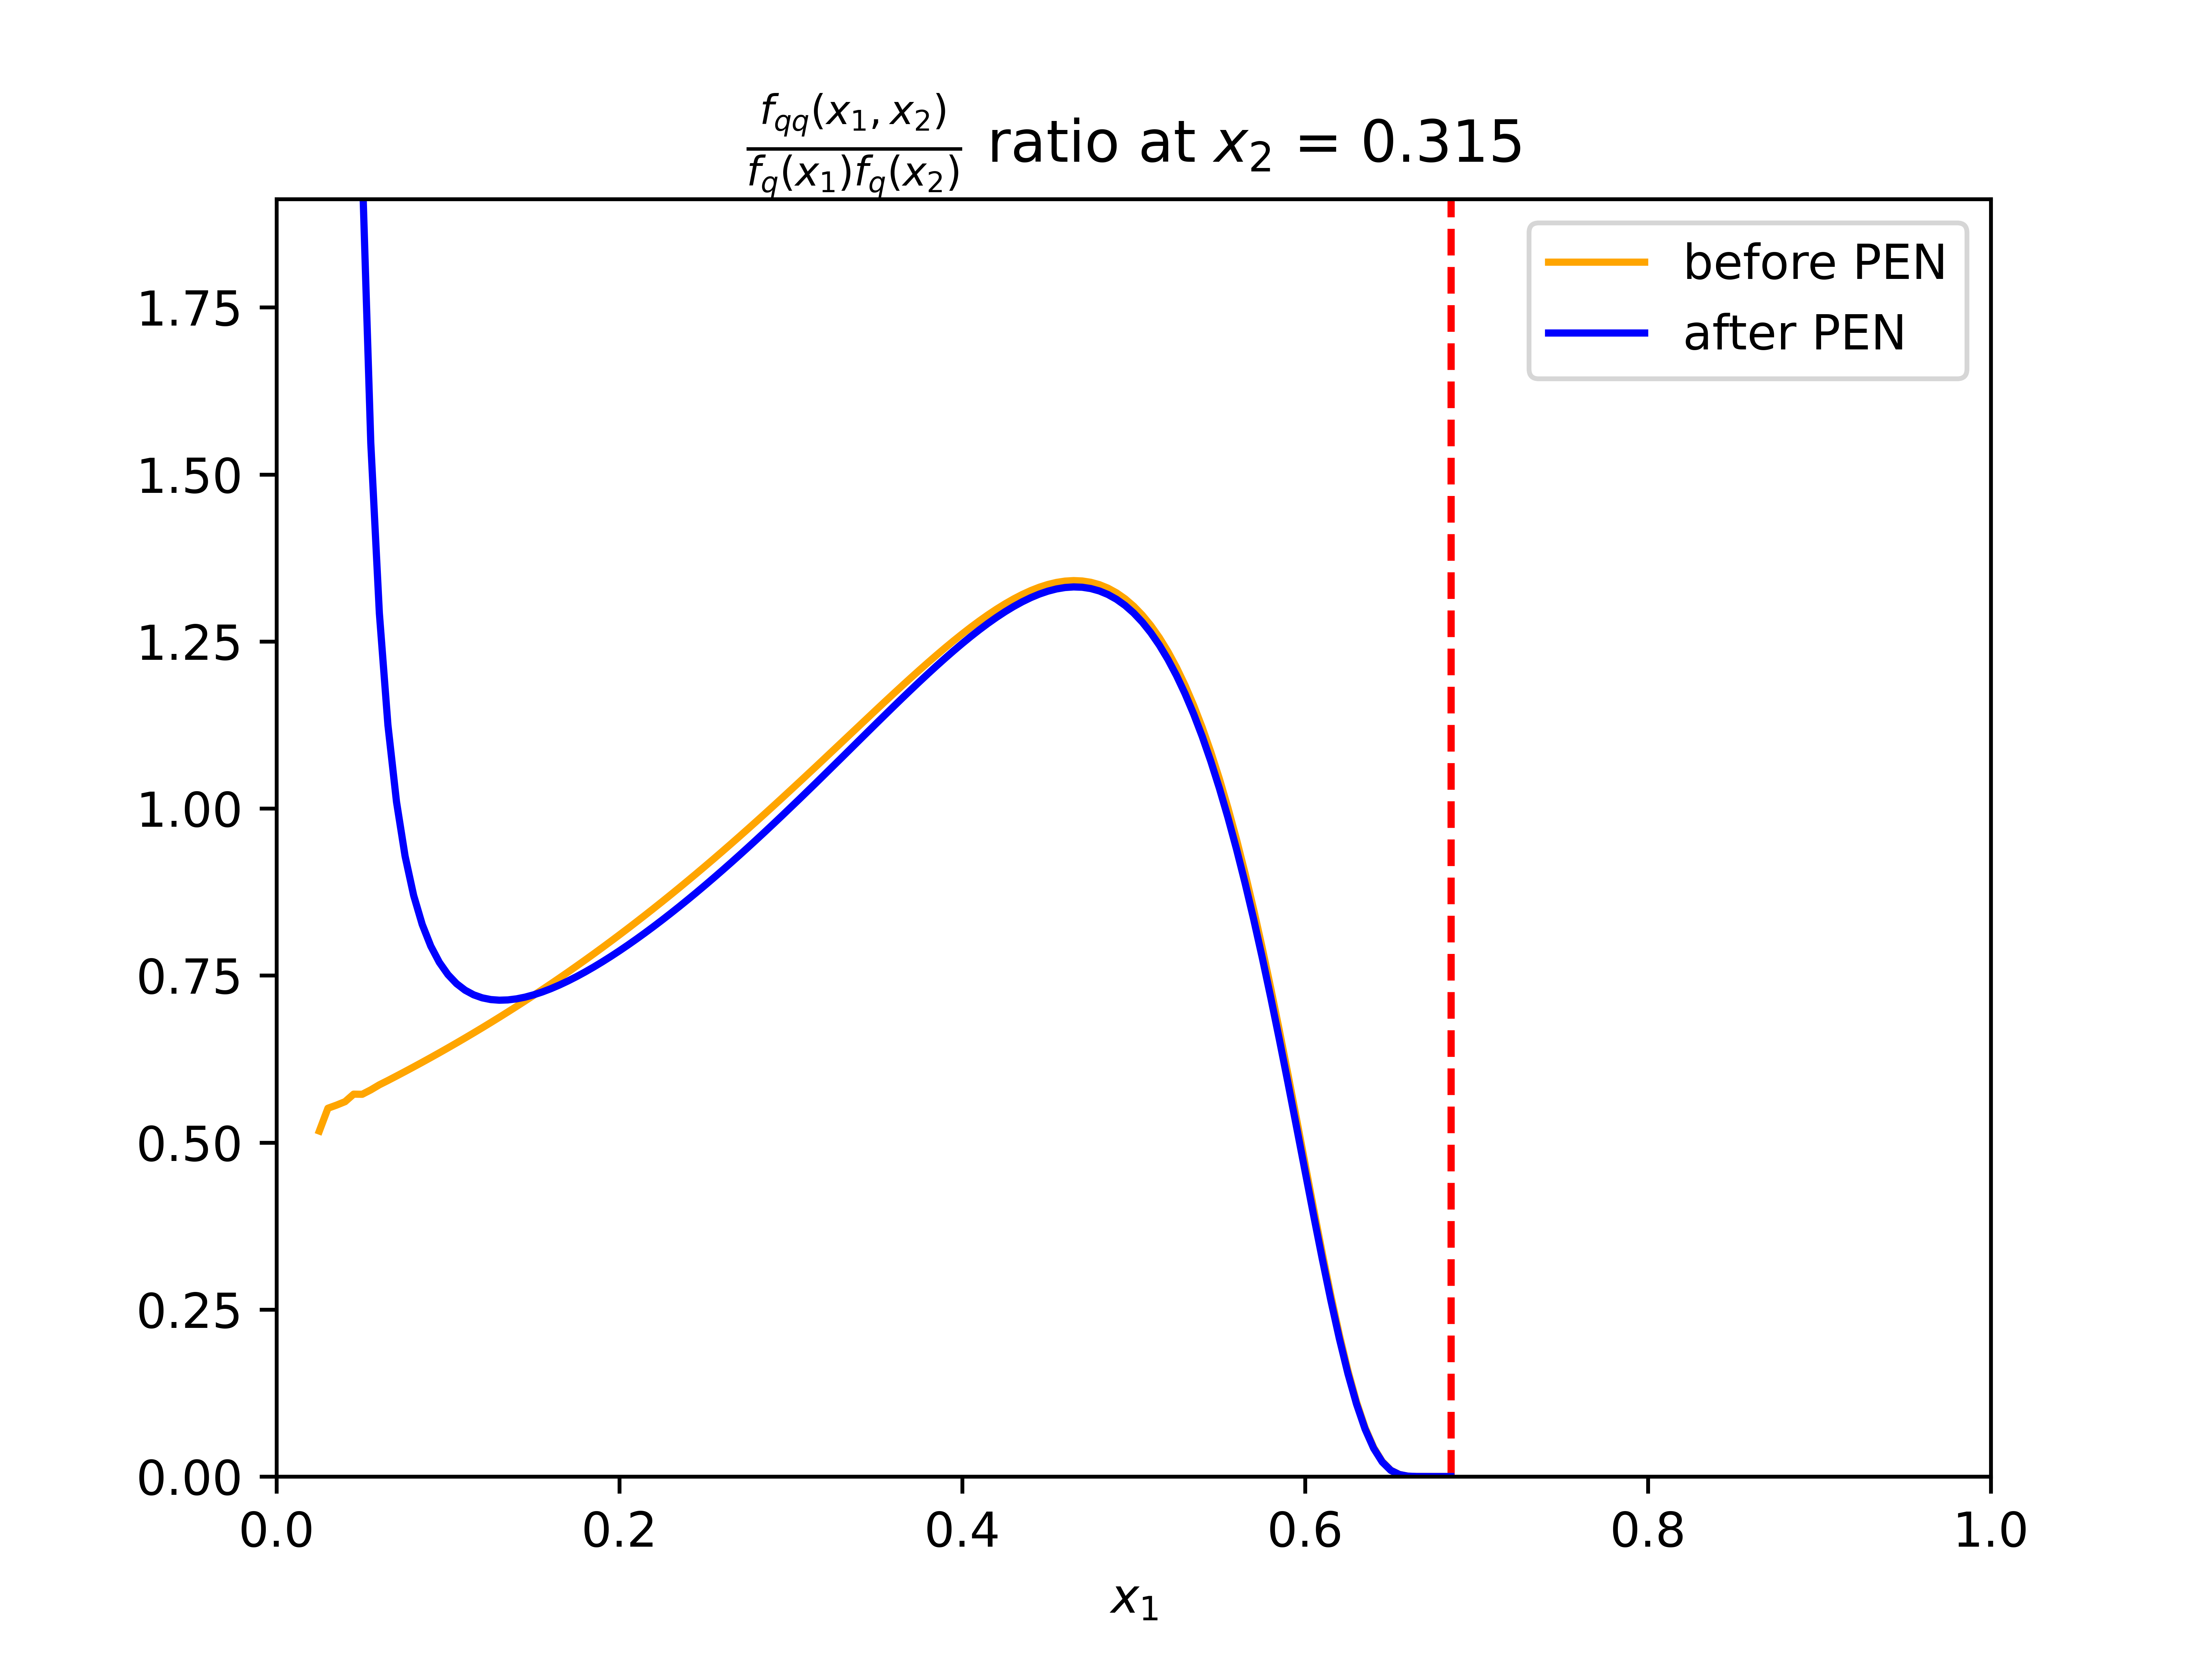 f_qq(x_1, x_2)
f_q(x_1)f_q(x_2)
ratio at x_2 = 0.315
before PEN
after PEN
1.75
1.50
1.25
1.00
0.75
0.50
0.25
0.00
0.0 0.2 0.4 0.6 0.8 1.0
x_1